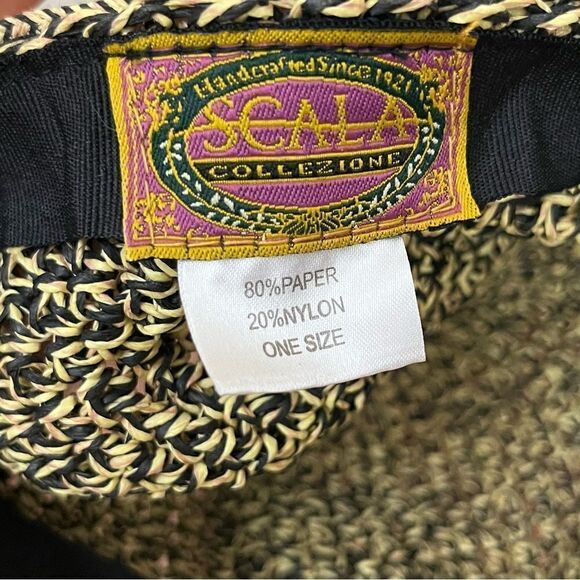 Handcrafted Since 1921
SCALA
COLLEZIONE
80%PAPER
20%NYLON
ONE SIZE